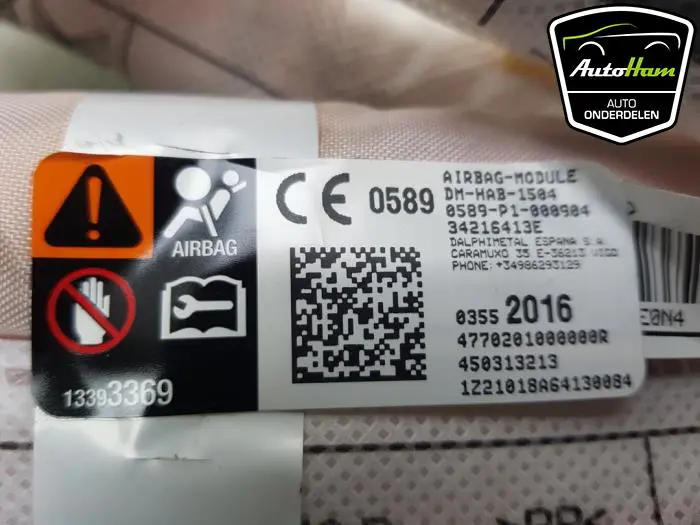 AutoHam
AUTO
ONDERDELEN
AIRBAG
13393369
CE 0589
AIRBAG-MODULE
DM-HAB-1504
0589-P1-000904
34216413E
DALPHIMETAL ESPANA S.A.
CARAMUXO 35 E-36213 VIGO
PHONE: +34986293129
0355 2016
4770201000000R
450313213
1Z21018A64130084
E0N4